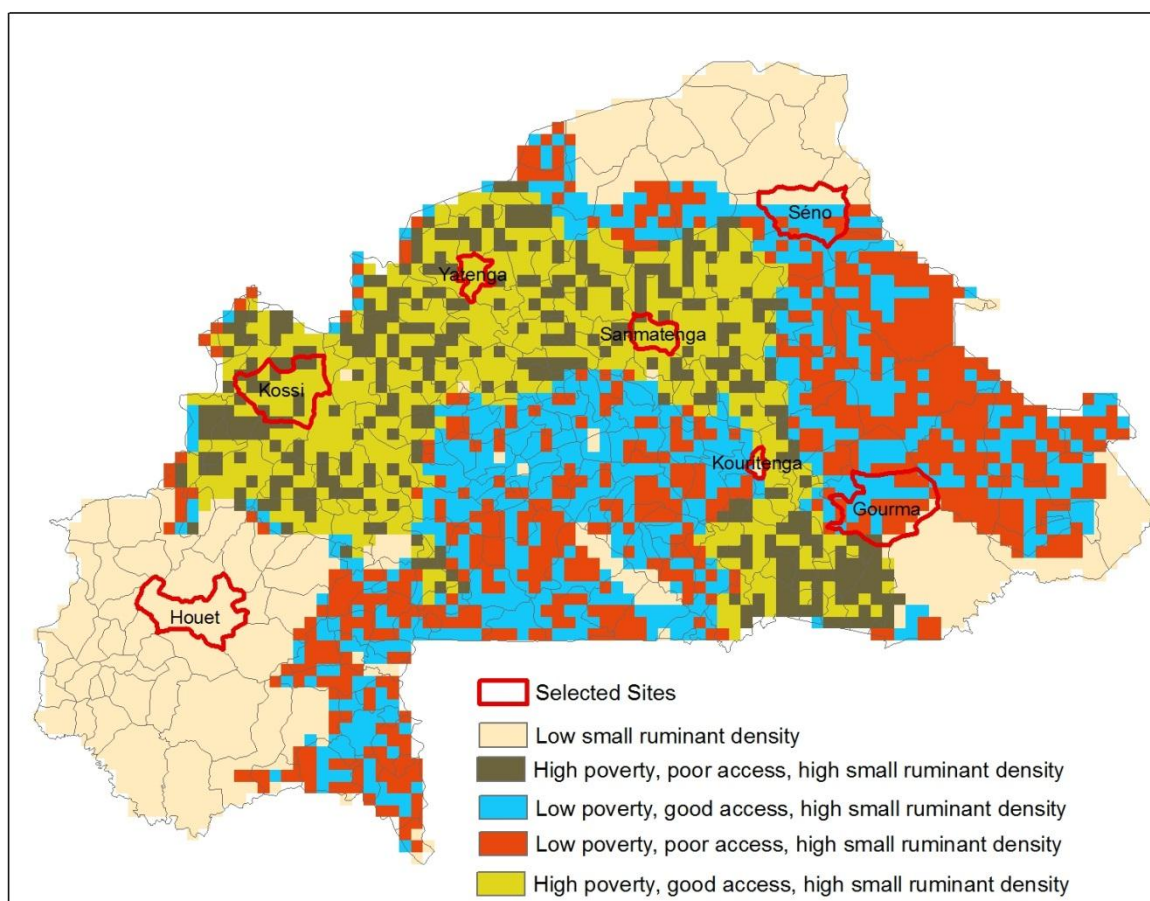 Séno
Yatenga
Sanmatenga
Kossi
Kouritenga
Gourma
Houet
Selected Sites
Low small ruminant density
High poverty, poor access, high small ruminant density
Low poverty, good access, high small ruminant density
Low poverty, poor access, high small ruminant density
High poverty, good access, high small ruminant density